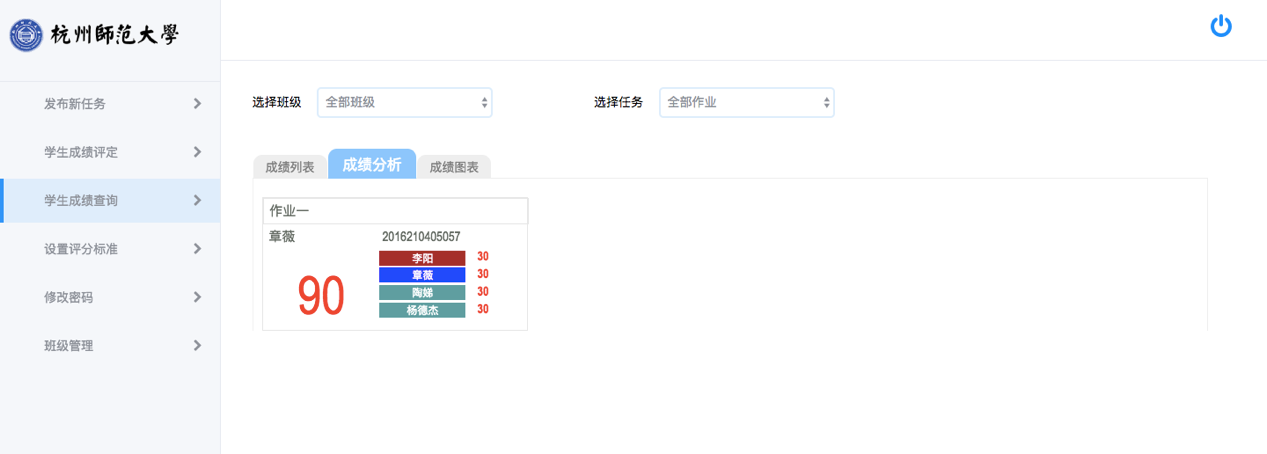 杭州師范大學
发布新任务
学生成绩评定
学生成绩查询
设置评分标准
修改密码
班级管理
选择班级 全部班级 选择任务 全部作业
成绩列表 成绩分析 成绩图表
作业一
章薇 2016210405057
90
李阳 30
章薇 30
陶娣 30
杨德杰 30